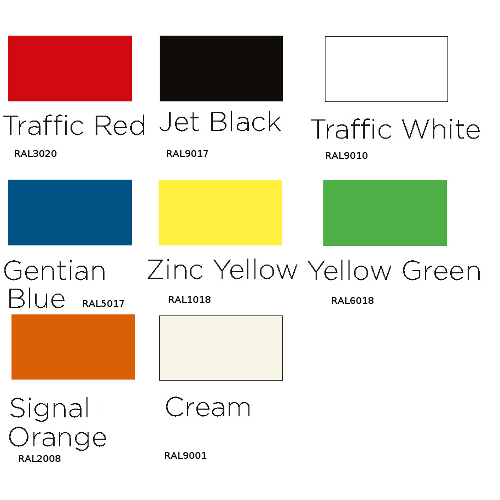 Traffic Red
RAL3020
Jet Black
RAL9017
Traffic White
RAL9010
Gentian
Blue RAL5017
Zinc Yellow
RAL1018
Yellow Green
RAL6018
Signal
Orange
RAL2008
Cream
RAL9001